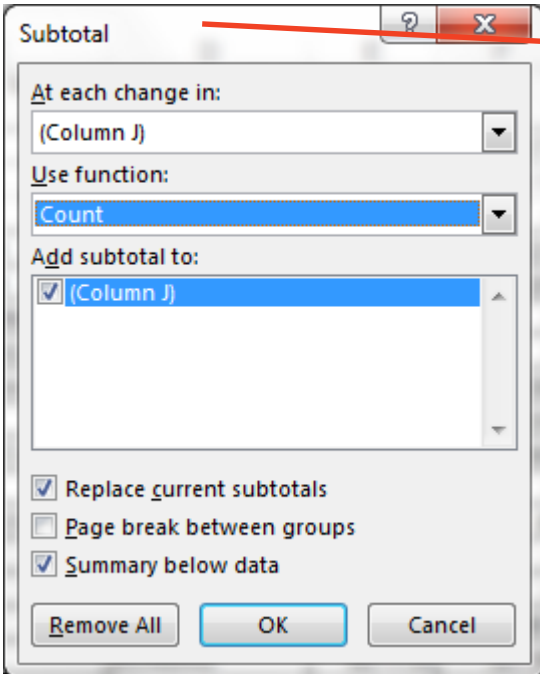 Subtotal
At each change in:
(Column J)
Use function:
Count
Add subtotal to:
(Column J)
Replace current subtotals
Page break between groups
Summary below data
Remove All OK Cancel